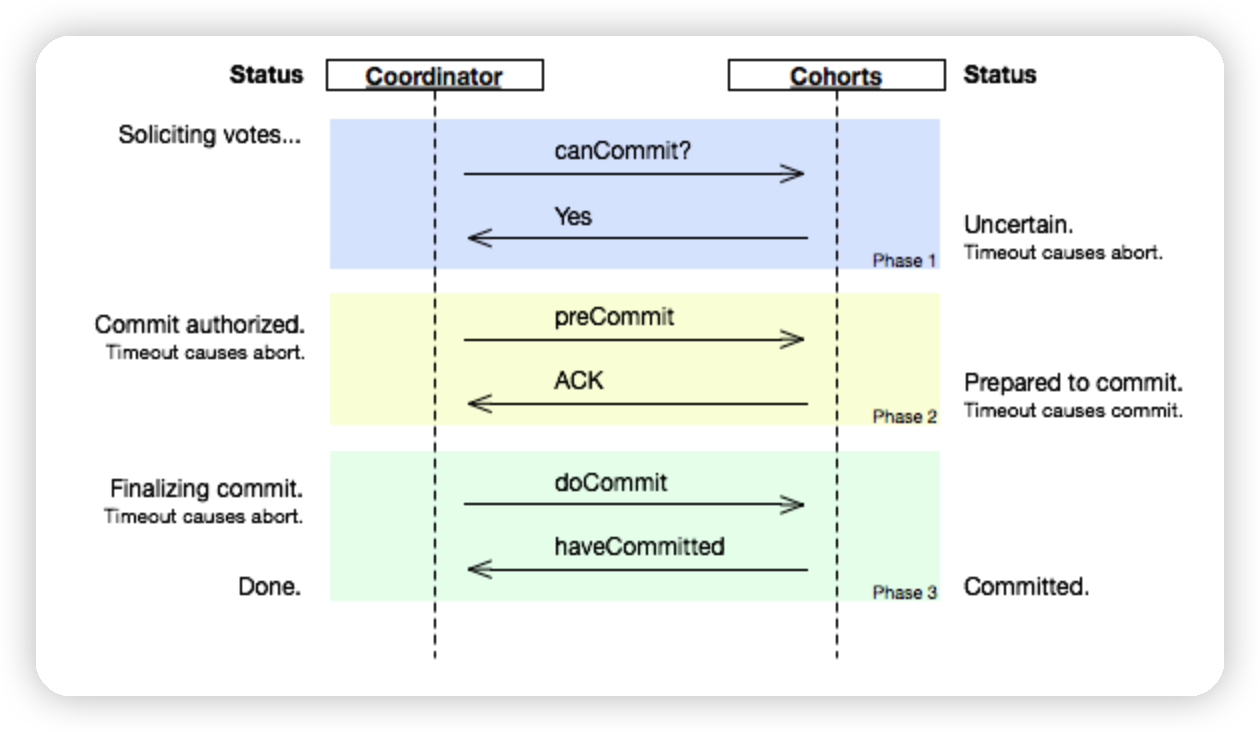 Status
Coordinator
Cohorts
Status
Soliciting votes...
canCommit?
Yes
Uncertain.
Timeout causes abort.
Phase 1
Commit authorized.
Timeout causes abort.
preCommit
ACK
Prepared to commit.
Timeout causes commit.
Phase 2
Finalizing commit.
Timeout causes abort.
doCommit
haveCommitted
Done.
Phase 3
Committed.